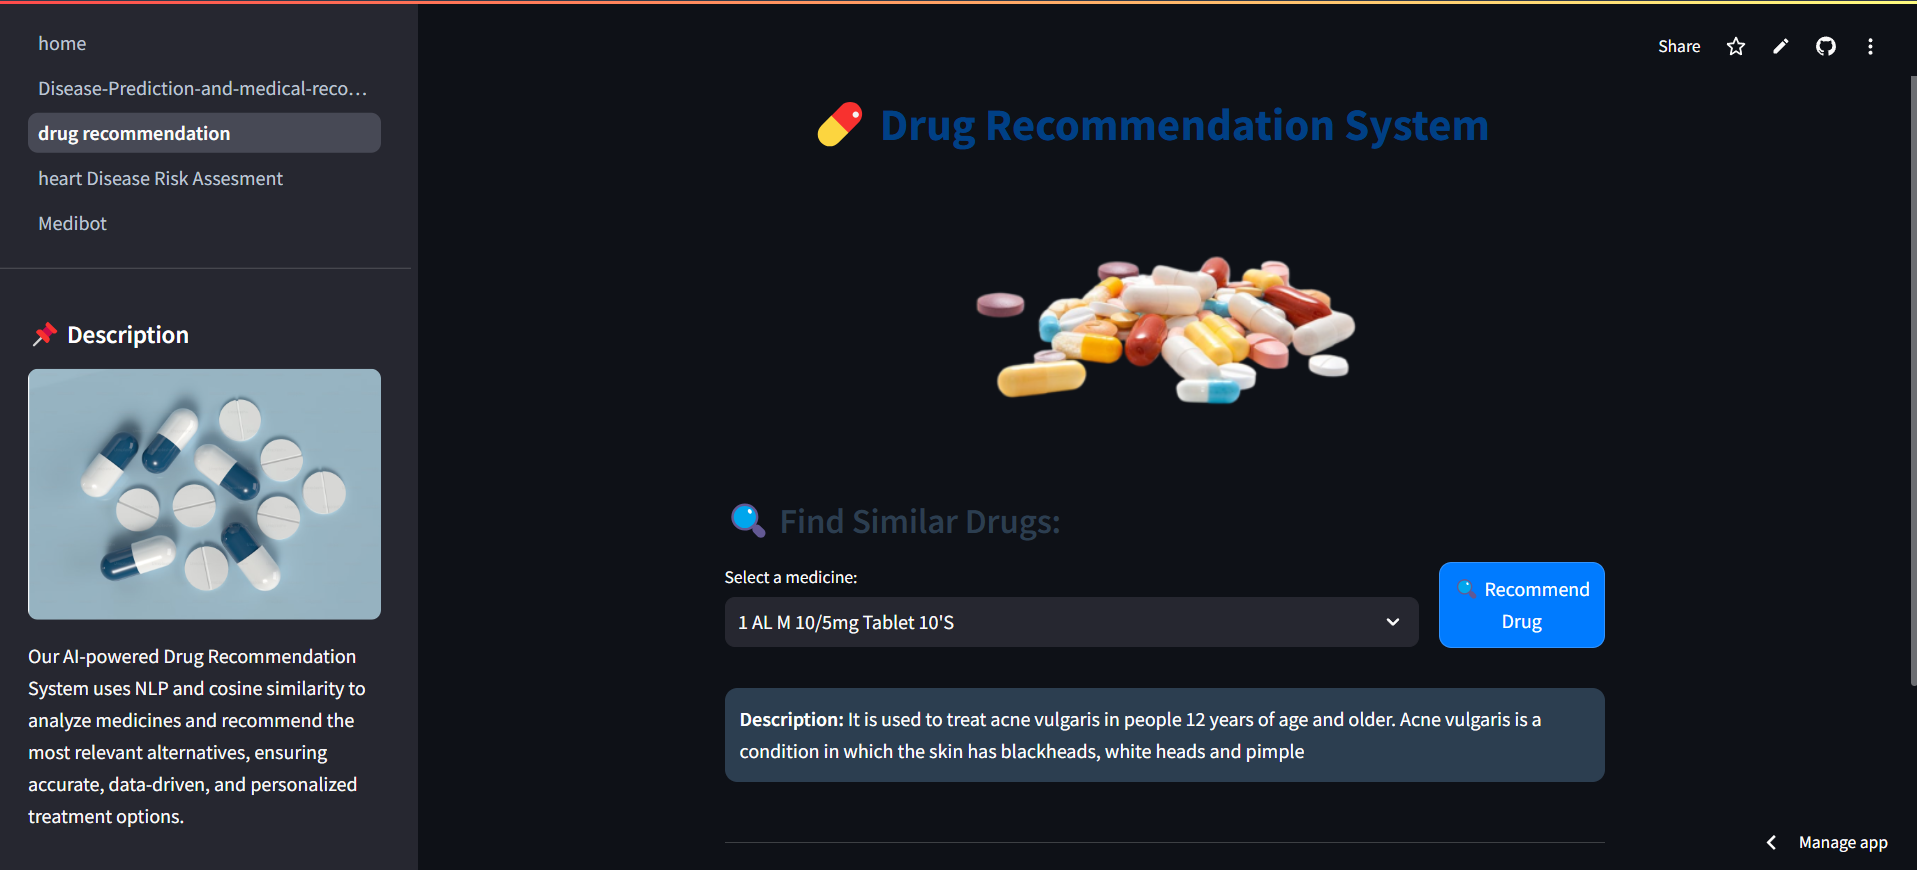 home
Disease-Prediction-and-medical-reco...
drug recommendation
heart Disease Risk Assesment
Medibot
Description
Our AI-powered Drug Recommendation
System uses NLP and cosine similarity to
analyze medicines and recommend the
most relevant alternatives, ensuring
accurate, data-driven, and personalized
treatment options.
Share
Drug Recommendation System
Find Similar Drugs:
Select a medicine:
1 AL M 10/5mg Tablet 10'S
Recommend
Drug
Description: It is used to treat acne vulgaris in people 12 years of age and older. Acne vulgaris is a
condition in which the skin has blackheads, white heads and pimple
Manage app